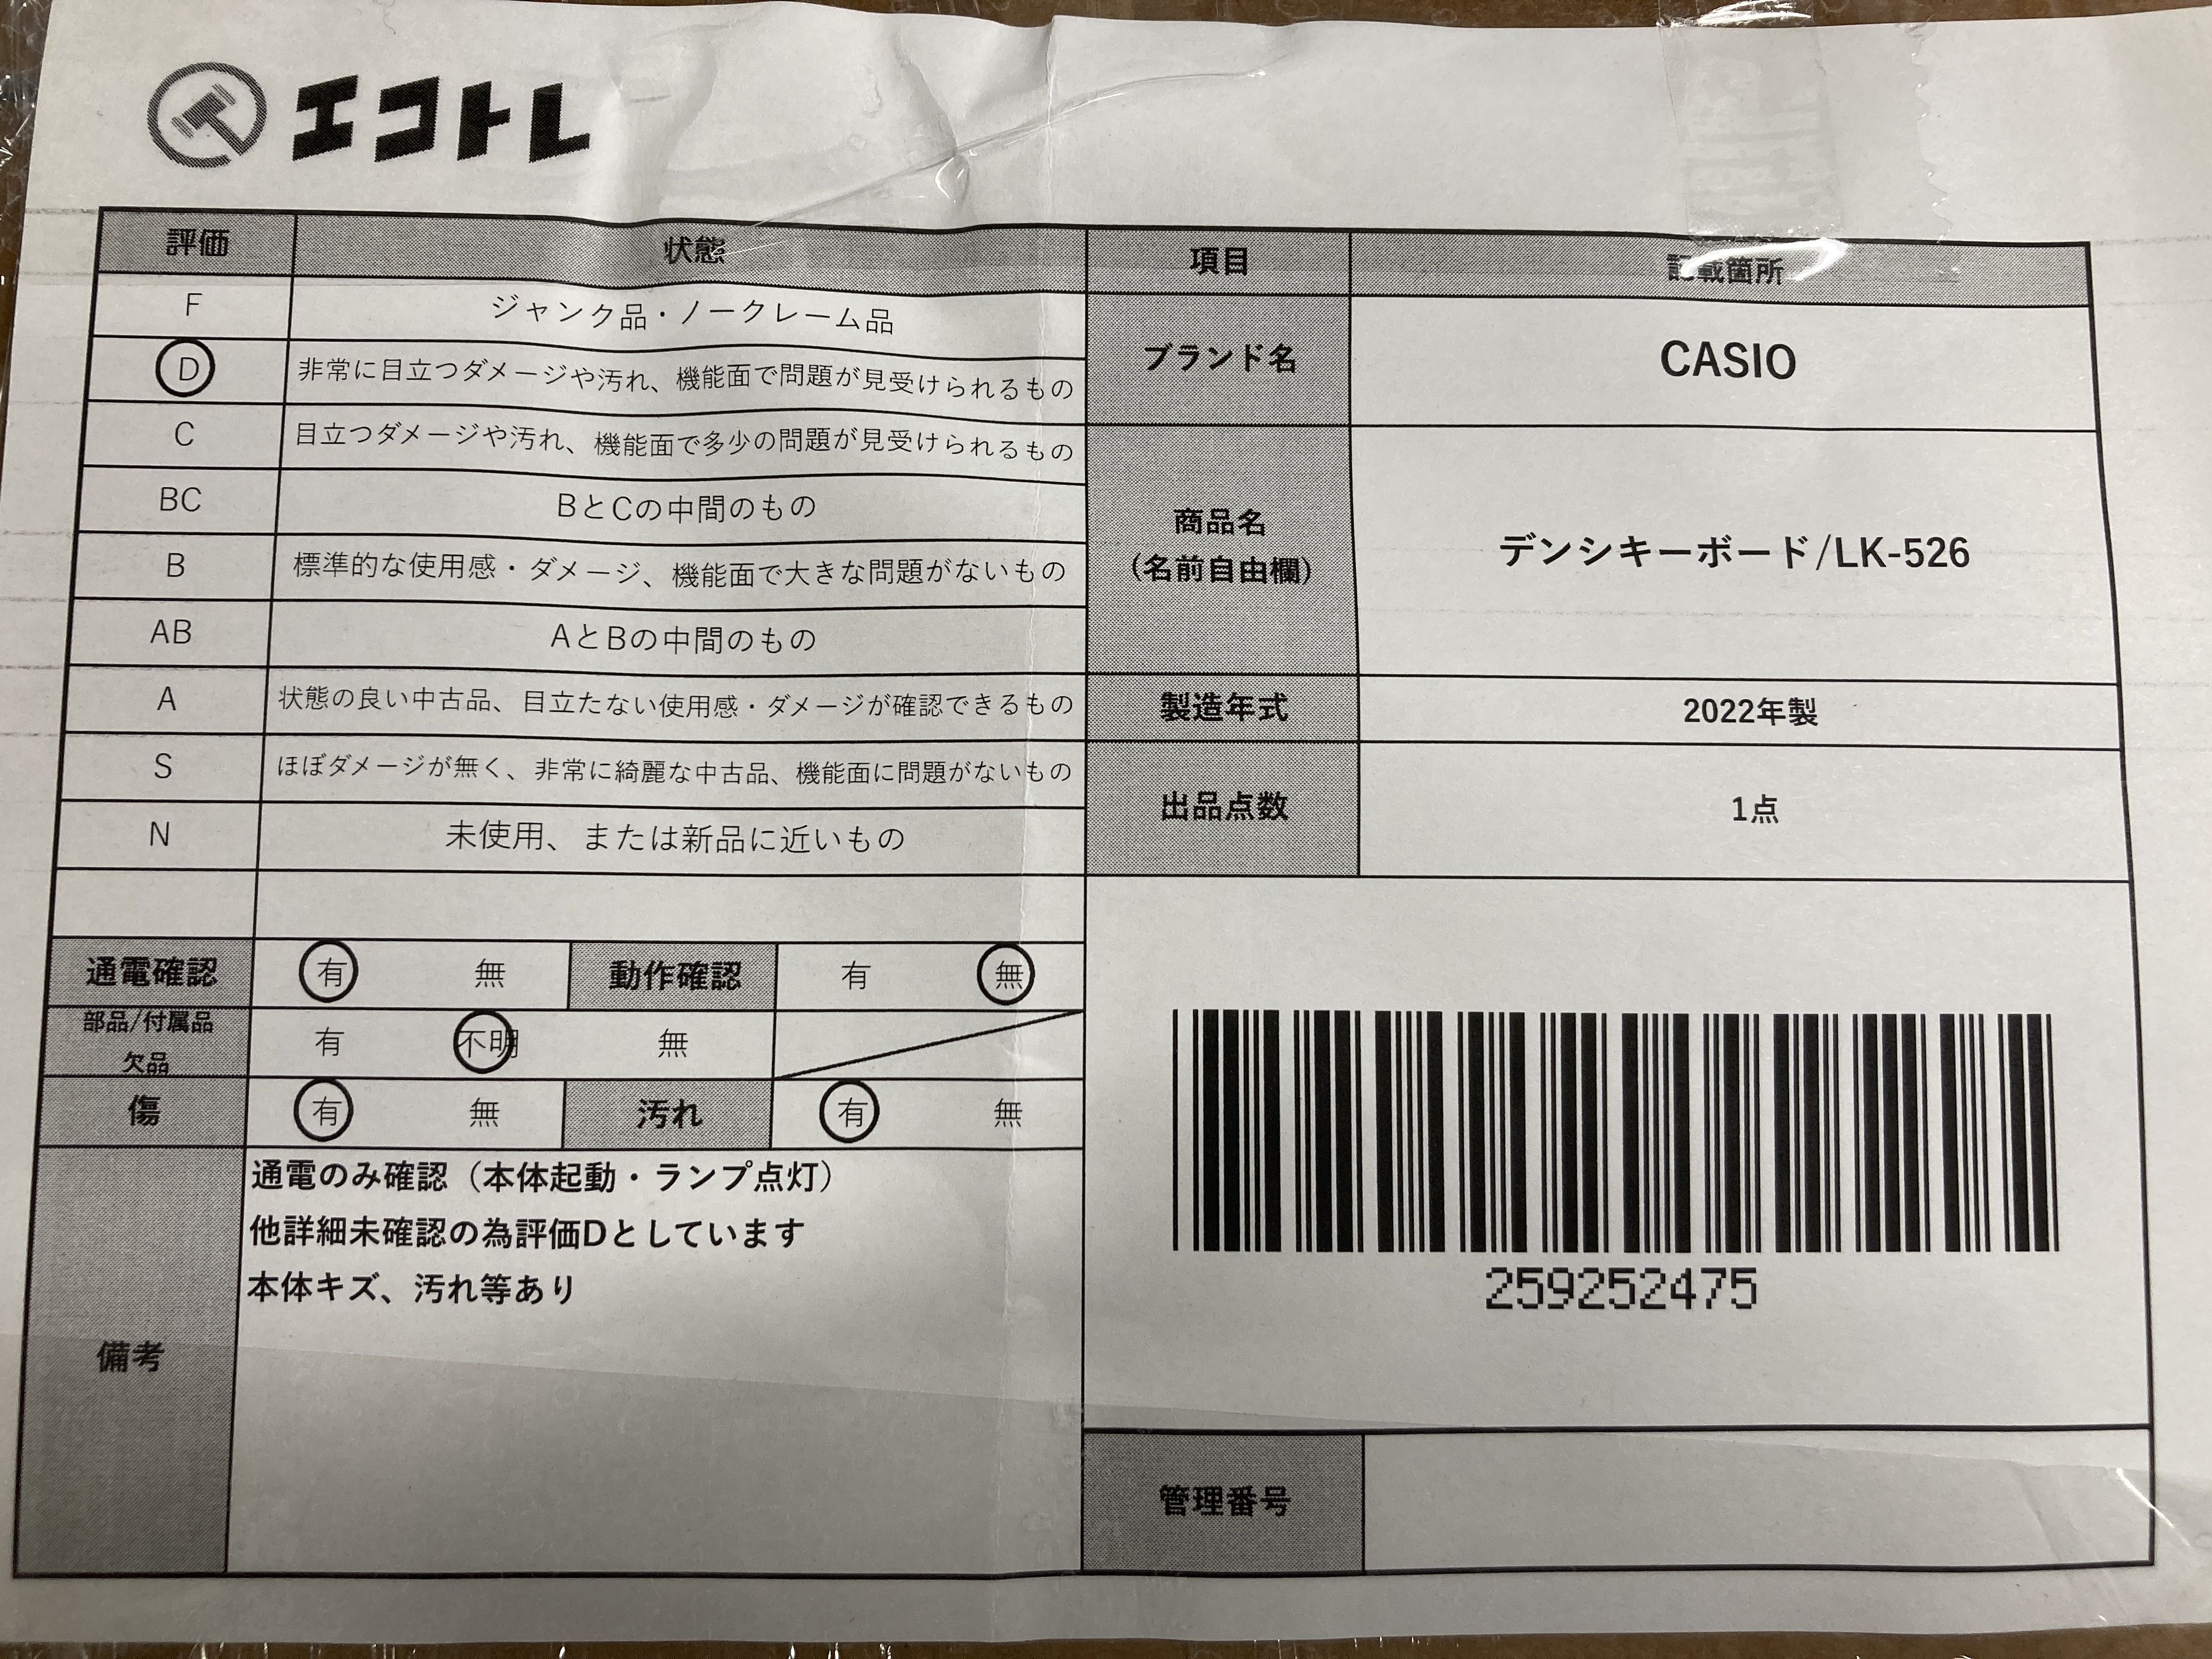 エコトレ
評価 状態
F ジャンク品・ノークレーム品
D 非常に目立つダメージや汚れ、機能面で問題が見受けられるもの
C 目立つダメージや汚れ、機能面で多少の問題が見受けられるもの
BC BとCの中間のもの
B 標準的な使用感・ダメージ、機能面で大きな問題がないもの
AB AとBの中間のもの
A 状態の良い中古品、目立たない使用感・ダメージが確認できるもの
S ほぼダメージが無く、非常に綺麗な中古品、機能面に問題がないもの
N 未使用、または新品に近いもの
通電確認 有 無 動作確認 有 無
部品/付属品
欠品 有 不明 無
傷 有 無 汚れ 有 無
備考
通電のみ確認（本体起動・ランプ点灯）
他詳細未確認の為評価Dとしています
本体キズ、汚れ等あり
項目 記載箇所
ブランド名 CASIO
商品名
（名前自由欄）
デンシキーボード/LK-526
製造年式 2022年製
出品点数 1点
259252475
管理番号